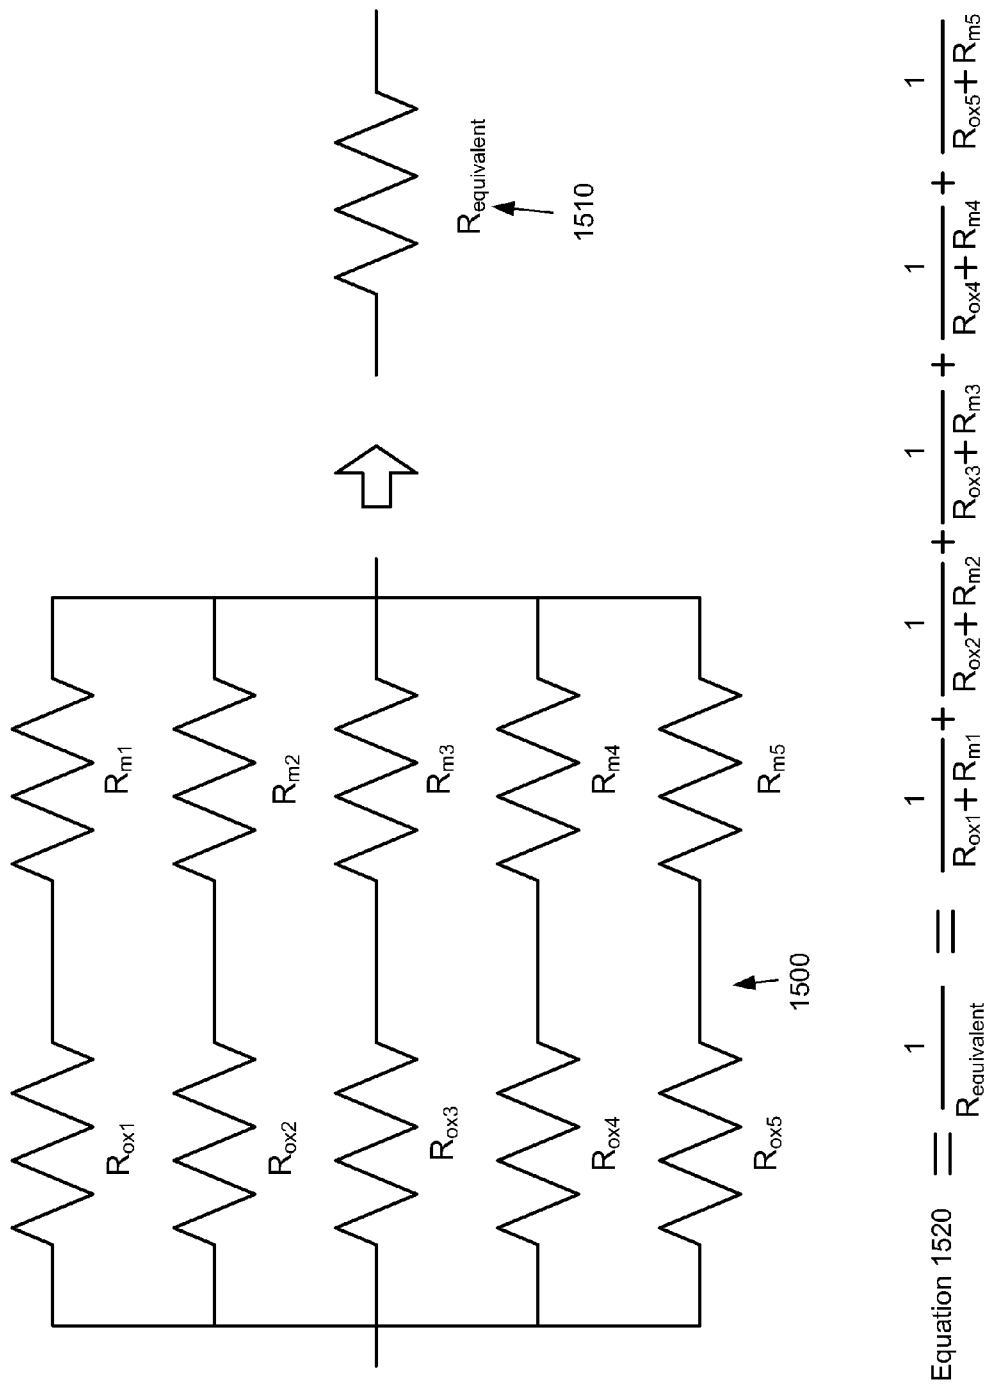 Rox1 Rm1
Rox2 Rm2
Rox3 Rm3
Requivalent
Rox4 Rm4
1510
Rox5 Rm5
1500
Equation 1520 = 1/Requivalent = 1/(Rox1+Rm1) + 1/(Rox2+Rm2) + 1/(Rox3+Rm3) + 1/(Rox4+Rm4) + 1/(Rox5+Rm5)